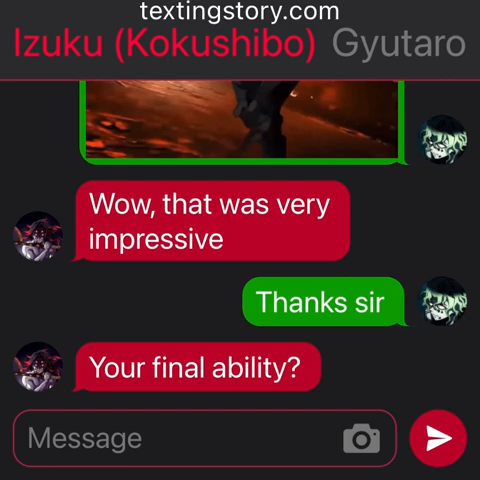 textingstory.com
Izuku (Kokushibo) Gyutaro
Wow, that was very
impressive
Thanks sir
Your final ability?
Message